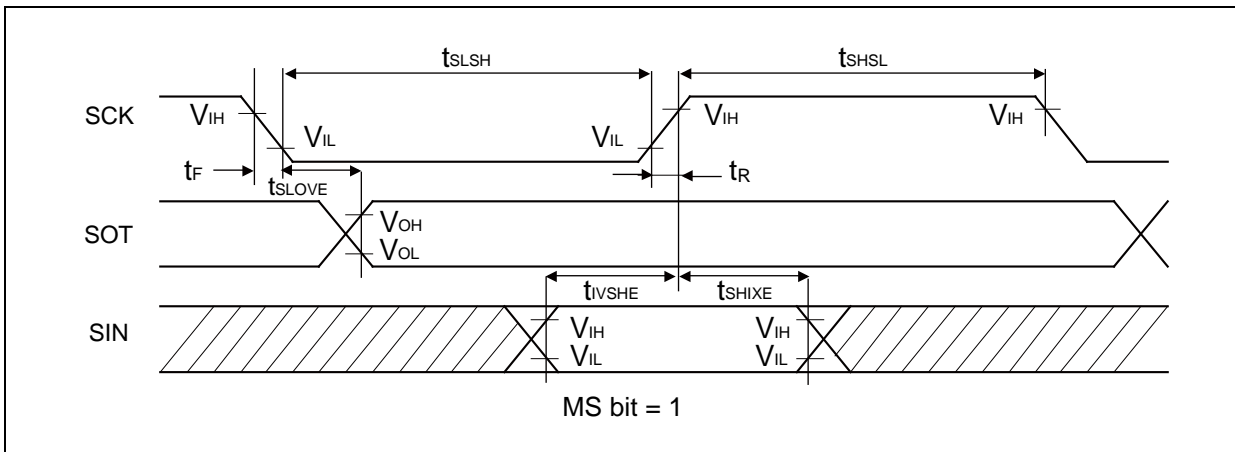 tSLSH tSHSL
SCK VIH VIL VIL VIH VIH
tF tSLOVE tR
SOT VOH
VOL
tIVSHE tSHIXE
SIN VIH VIH
VIL VIL
MS bit = 1